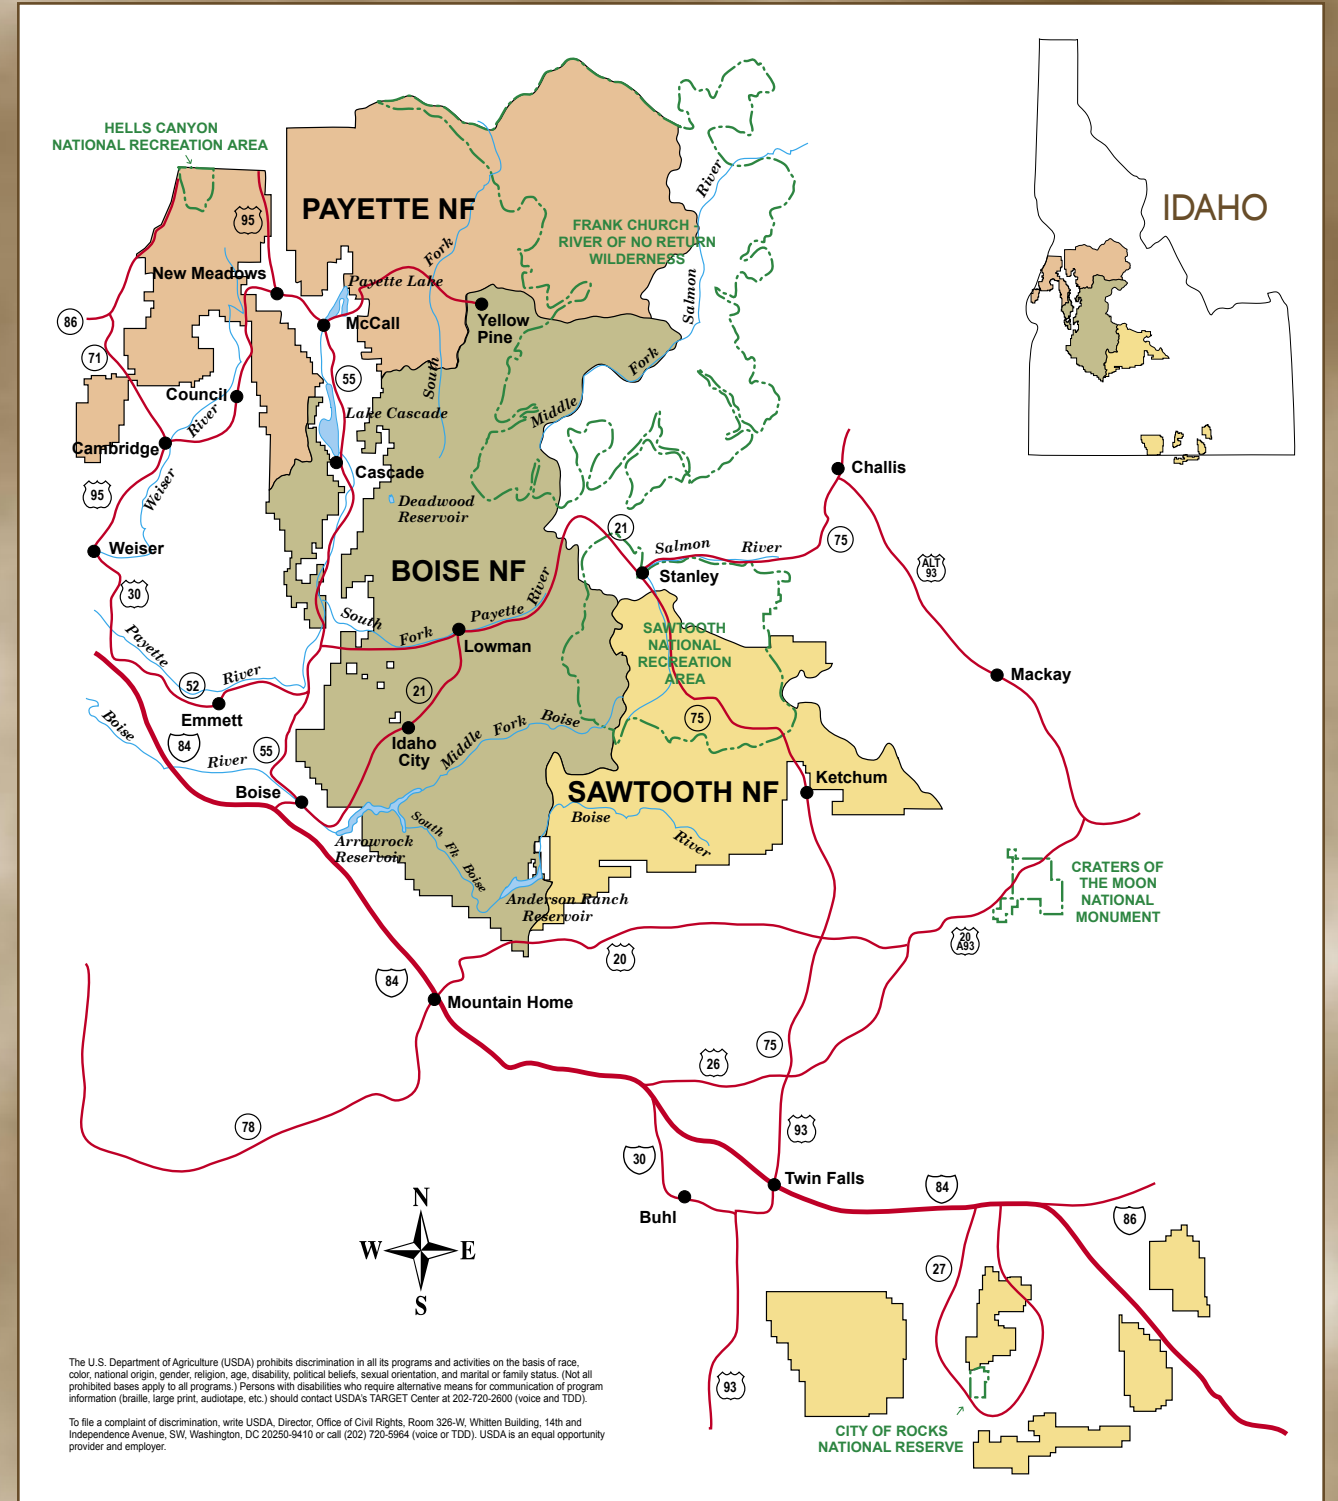 IDAHO
HELLS CANYON
NATIONAL RECREATION AREA
95
PAYETTE NF
River
FRANK CHURCH -
RIVER OF NO RETURN
WILDERNESS
Fork
New Meadows
Payette Lake
Salmon
86
McCall
Yellow
Pine
71
55
South
Fork
Council
River
Lake Cascade
Middle
Cambridge
Cascade
Challis
95
Weiser
Deadwood
Reservoir
21
75
Weiser
Salmon River
ALT
93
BOISE NF
Stanley
30
River
Payette
South
Fork
Payette
Lowman
SAWTOOTH
NATIONAL
RECREATION
AREA
Mackay
52
River
21
Emmett
75
Boise
84
55
Idaho
City
Middle
Fork
Boise
River
Boise
SAWTOOTH NF
Ketchum
Boise
River
Arrowrock
Reservoir
South
Fk
Boise
CRATERS OF
THE MOON
NATIONAL
MONUMENT
Anderson Ranch
Reservoir
20
20
A93
84
Mountain Home
75
26
78
93
30
Twin Falls
84
Buhl
86
N
W
E
S
27
93
CITY OF ROCKS
NATIONAL RESERVE
The U.S. Department of Agriculture (USDA) prohibits discrimination in all its programs and activities on the basis of race,
color, national origin, gender, religion, age, disability, political beliefs, sexual orientation, and marital or family status. (Not all
prohibited bases apply to all programs.) Persons with disabilities who require alternative means for communication of program
information (braille, large print, audiotape, etc.) should contact USDA's TARGET Center at 202-720-2600 (voice and TDD).
To file a complaint of discrimination, write USDA, Director, Office of Civil Rights, Room 326-W, Whitten Building, 14th and
Independence Avenue, SW, Washington, DC 20250-9410 or call (202) 720-5964 (voice or TDD). USDA is an equal opportunity
provider and employer.